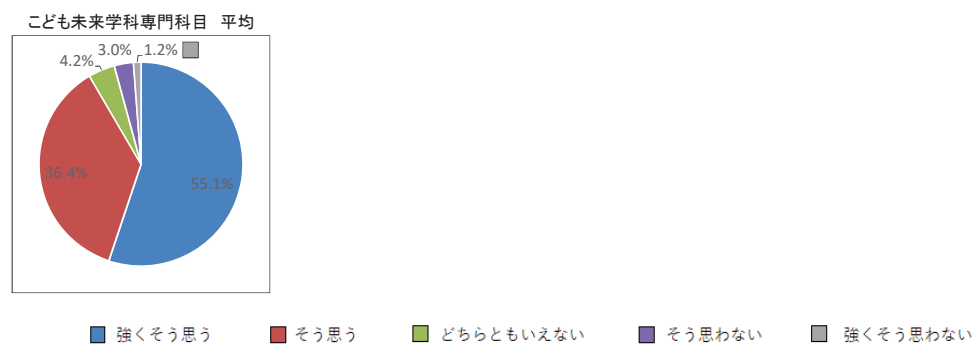 こども未来学科専門科目　平均
3.0%
1.2%
4.2%
36.4%
55.1%
強くそう思う
そう思う
どちらともいえない
そう思わない
強くそう思わない